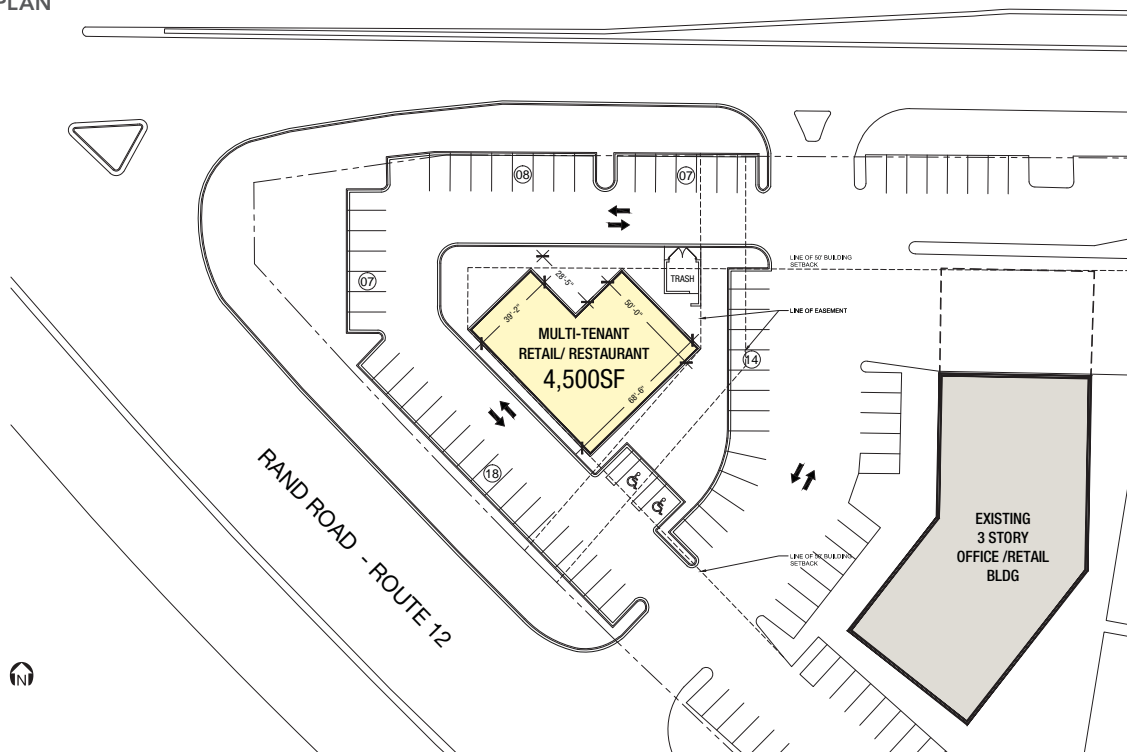 PLAN
08
07
LINE OF 50' BUILDING
SETBACK
TRASH
07
28'-5"
39'-2"
50'-0"
LINE OF EASEMENT
MULTI-TENANT
RETAIL/ RESTAURANT
4,500SF
14
68'-6"
18
RAND ROAD - ROUTE 12
EXISTING
3 STORY
OFFICE /RETAIL
BLDG
LINE OF 50' BUILDING
SETBACK
N